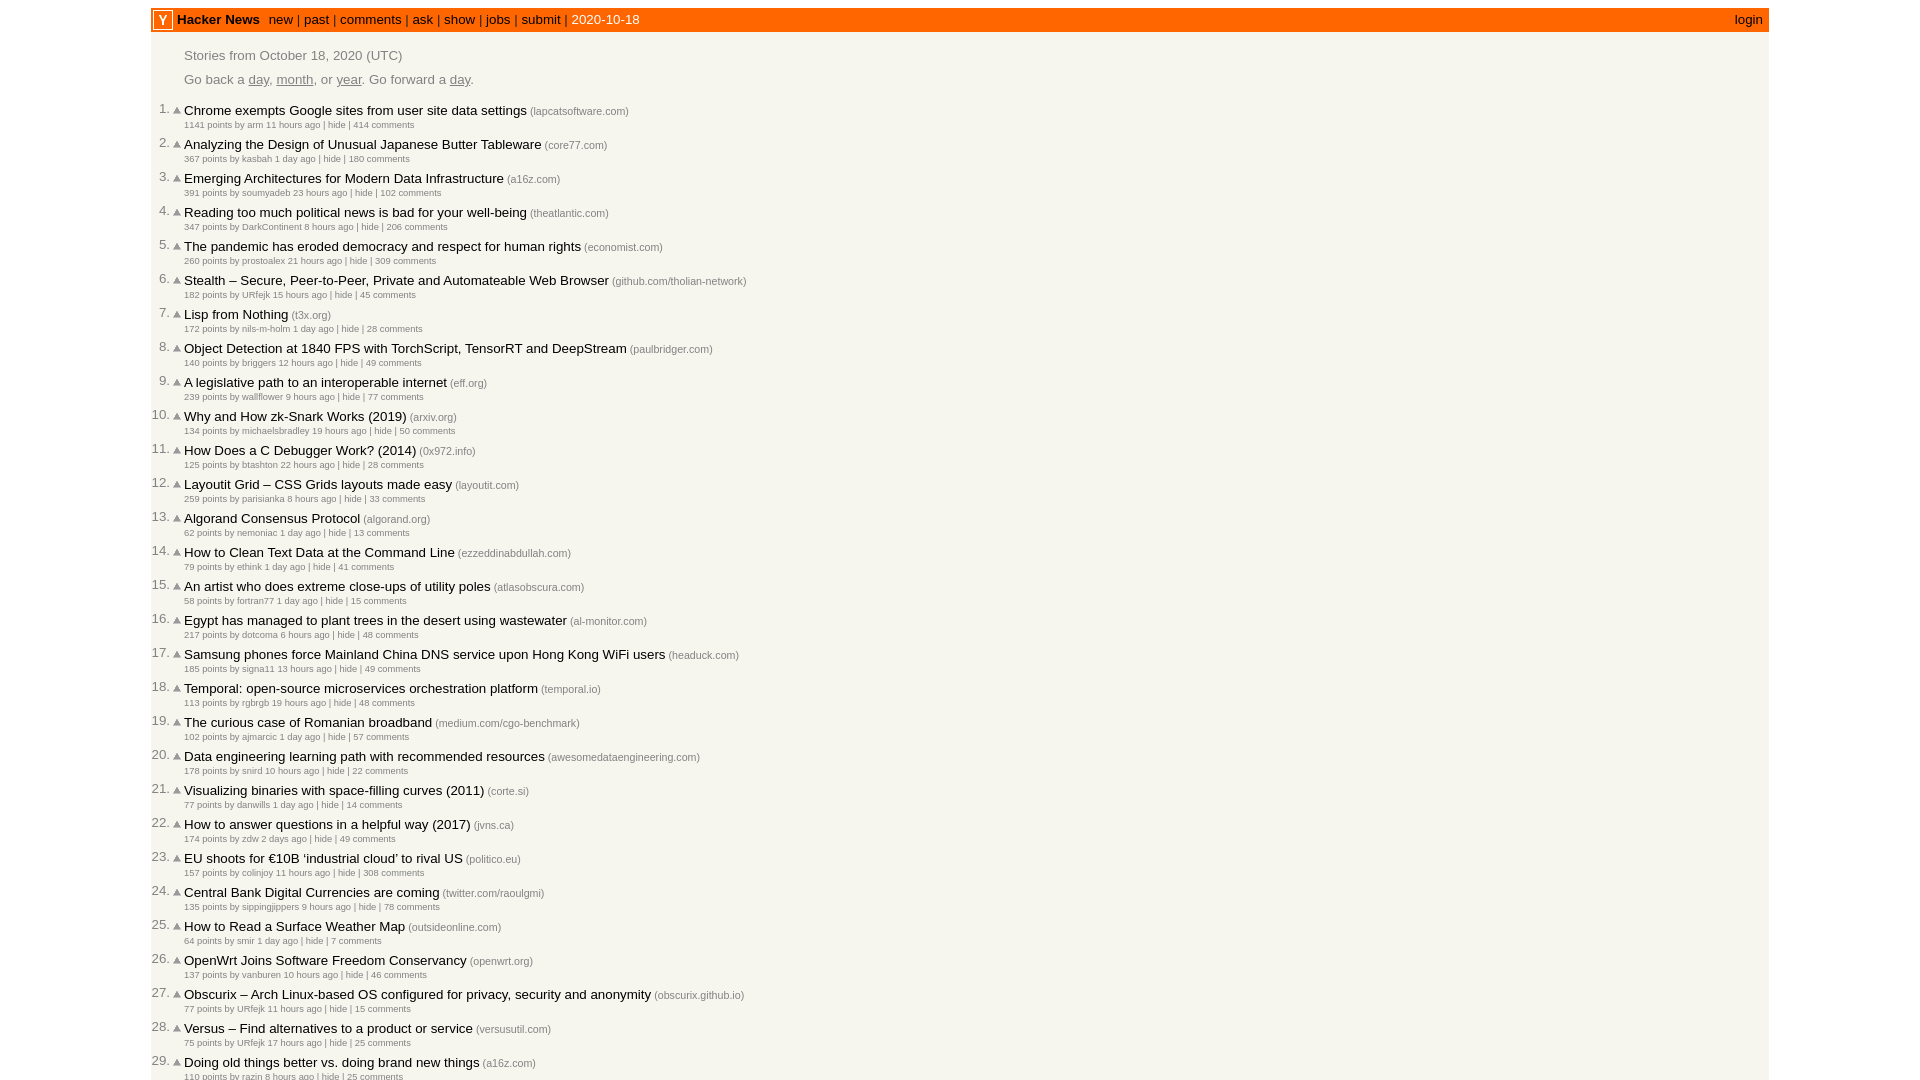 Y Hacker News new | past | comments | ask | show | jobs | submit | 2020-10-18 login
Stories from October 18, 2020 (UTC)
Go back a day, month, or year. Go forward a day.
1. Chrome exempts Google sites from user site data settings (lapcatsoftware.com)
1141 points by arm 11 hours ago | hide | 414 comments
2. Analyzing the Design of Unusual Japanese Butter Tableware (core77.com)
367 points by kasbah 1 day ago | hide | 180 comments
3. Emerging Architectures for Modern Data Infrastructure (a16z.com)
391 points by soumyadeb 23 hours ago | hide | 102 comments
4. Reading too much political news is bad for your well-being (theatlantic.com)
347 points by DarkContinent 8 hours ago | hide | 206 comments
5. The pandemic has eroded democracy and respect for human rights (economist.com)
260 points by prostoalex 21 hours ago | hide | 309 comments
6. Stealth – Secure, Peer-to-Peer, Private and Automateable Web Browser (github.com/tholian-network)
182 points by URfejk 15 hours ago | hide | 45 comments
7. Lisp from Nothing (t3x.org)
172 points by nils-m-holm 1 day ago | hide | 28 comments
8. Object Detection at 1840 FPS with TorchScript, TensorRT and DeepStream (paulbridger.com)
140 points by briggers 12 hours ago | hide | 49 comments
9. A legislative path to an interoperable internet (eff.org)
239 points by wallflower 9 hours ago | hide | 77 comments
10. Why and How zk-Snark Works (2019) (arxiv.org)
134 points by michaelsbradley 19 hours ago | hide | 50 comments
11. How Does a C Debugger Work? (2014) (0x972.info)
125 points by btashton 22 hours ago | hide | 28 comments
12. Layoutit Grid – CSS Grids layouts made easy (layoutit.com)
259 points by parisianka 8 hours ago | hide | 33 comments
13. Algorand Consensus Protocol (algorand.org)
62 points by nemoniac 1 day ago | hide | 13 comments
14. How to Clean Text Data at the Command Line (ezzeddinabdullah.com)
79 points by ethink 1 day ago | hide | 41 comments
15. An artist who does extreme close-ups of utility poles (atlasobscura.com)
58 points by fortran77 1 day ago | hide | 15 comments
16. Egypt has managed to plant trees in the desert using wastewater (al-monitor.com)
217 points by dotcoma 6 hours ago | hide | 48 comments
17. Samsung phones force Mainland China DNS service upon Hong Kong WiFi users (headuck.com)
185 points by signa11 13 hours ago | hide | 49 comments
18. Temporal: open-source microservices orchestration platform (temporal.io)
113 points by rgbrgb 19 hours ago | hide | 48 comments
19. The curious case of Romanian broadband (medium.com/cgo-benchmark)
102 points by ajmarcic 1 day ago | hide | 57 comments
20. Data engineering learning path with recommended resources (awesomedataengineering.com)
178 points by snird 10 hours ago | hide | 22 comments
21. Visualizing binaries with space-filling curves (2011) (corte.si)
77 points by danwills 1 day ago | hide | 14 comments
22. How to answer questions in a helpful way (2017) (jvns.ca)
174 points by zdw 2 days ago | hide | 49 comments
23. EU shoots for €10B ‘industrial cloud’ to rival US (politico.eu)
157 points by colinjoy 11 hours ago | hide | 308 comments
24. Central Bank Digital Currencies are coming (twitter.com/raoulgmi)
135 points by sippingjippers 9 hours ago | hide | 78 comments
25. How to Read a Surface Weather Map (outsideonline.com)
64 points by smir 1 day ago | hide | 7 comments
26. OpenWrt Joins Software Freedom Conservancy (openwrt.org)
137 points by vanburen 10 hours ago | hide | 46 comments
27. Obscurix – Arch Linux-based OS configured for privacy, security and anonymity (obscurix.github.io)
77 points by URfejk 11 hours ago | hide | 15 comments
28. Versus – Find alternatives to a product or service (versusutil.com)
75 points by URfejk 17 hours ago | hide | 25 comments
29. Doing old things better vs. doing brand new things (a16z.com)
110 points by razin 8 hours ago | hide | 25 comments